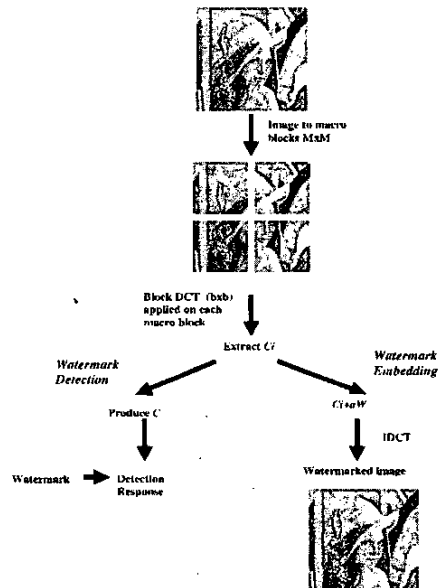 Image to macro
blocks MxM
Block DCT (bxb)
applied on each
macro block
Extract Ci
Watermark
Detection
Watermark
Embedding
Produce C
Ci+aW
IDCT
Watermark
Detection
Response
Watermarked image